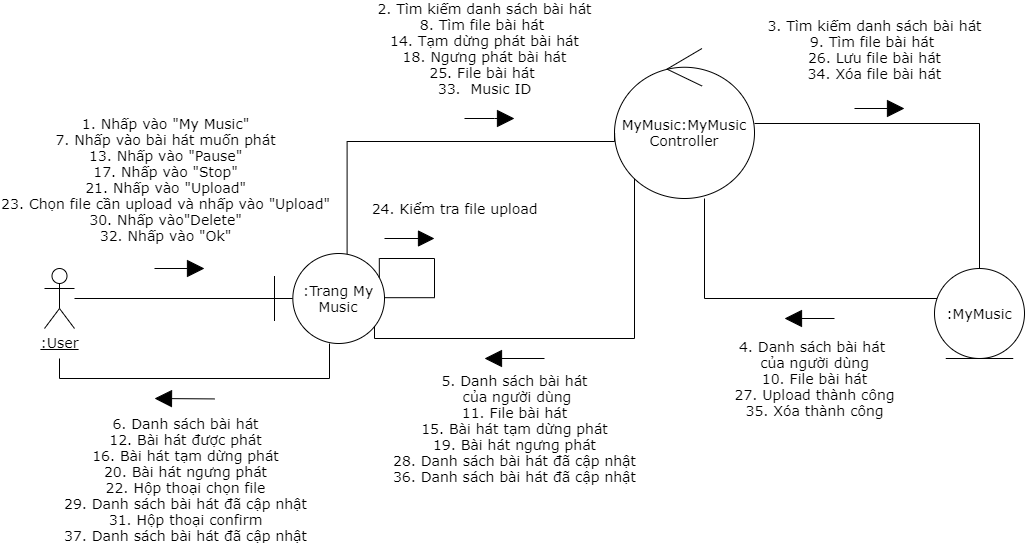 2. Tìm kiếm danh sách bài hát
8. Tìm file bài hát
14. Tạm dừng phát bài hát
18. Ngưng phát bài hát
25. File bài hát
33. Music ID
3. Tìm kiếm danh sách bài hát
9. Tìm file bài hát
26. Lưu file bài hát
34. Xóa file bài hát
1. Nhấp vào "My Music"
7. Nhấp vào bài hát muốn phát
13. Nhấp vào "Pause"
17. Nhấp vào "Stop"
21. Nhấp vào "Upload"
23. Chọn file cần upload và nhấp vào "Upload"
30. Nhấp vào"Delete"
32. Nhấp vào "Ok"
MyMusic:MyMusic
Controller
24. Kiểm tra file upload
:Trang My
Music
:User
:MyMusic
4. Danh sách bài hát
của người dùng
10. File bài hát
27. Upload thành công
35. Xóa thành công
5. Danh sách bài hát
của người dùng
11. File bài hát
15. Bài hát tạm dừng phát
19. Bài hát ngưng phát
28. Danh sách bài hát đã cập nhật
36. Danh sách bài hát đã cập nhật
6. Danh sách bài hát
12. Bài hát được phát
16. Bài hát tạm dừng phát
20. Bài hát ngưng phát
22. Hộp thoại chọn file
29. Danh sách bài hát đã cập nhật
31. Hộp thoại confirm
37. Danh sách bài hát đã cập nhật